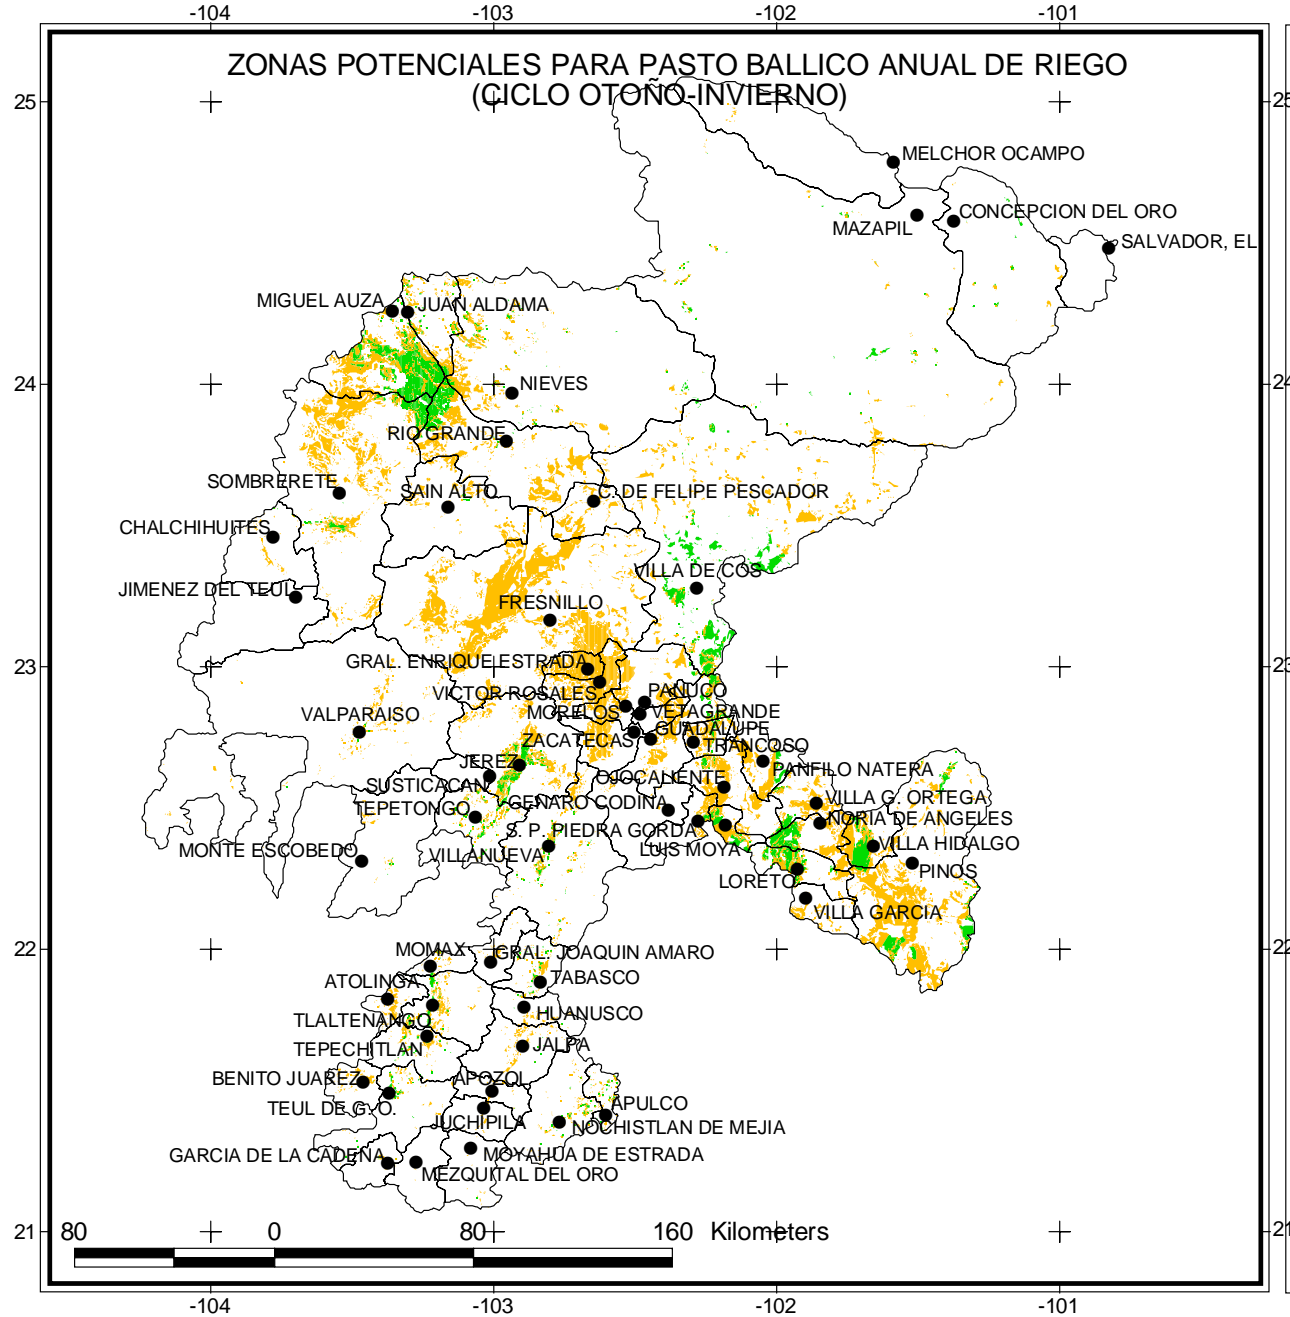 -104 -103 -102 -101
ZONAS POTENCIALES PARA PASTO BALLICO ANUAL DE RIEGO
(CICLO OTOÑO-INVIERNO)
25
MELCHOR OCAMPO
CONCEPCION DEL ORO
MAZAPIL
SALVADOR, EL
MIGUEL AUZA
JUAN ALDAMA
24
NIEVES
RIO GRANDE
SOMBRERETE
SAIN ALTO
C. DE FELIPE PESCADOR
CHALCHIHUITES
VILLA DE COS
JIMENEZ DEL TEUL
FRESNILLO
23
GRAL. ENRIQUE ESTRADA
VICTOR ROSALES
PANUCO
VALPARAISO
MORELOS
VETAGRANDE
GUADALUPE
ZACATECAS
TRANCOSO
JEREZ
PANFILO NATERA
SUSTICACAN
OJOCALIENTE
TEPETONGO
GENARO CODINA
VILLA G. ORTEGA
NORIA DE ANGELES
S. P. PIEDRA GORDA
MONTE ESCOBEDO
VILLANUEVA
LUIS MOYA
VILLA HIDALGO
LORETO
PINOS
VILLA GARCIA
22
MOMAX
GRAL. JOAQUIN AMARO
ATOLINGA
TABASCO
TLALTENANGO
HUANUSCO
TEPECHITLAN
JALPA
BENITO JUAREZ
APOZOL
TEUL DE G. O.
APULCO
JUCHIPILA
NOCHISTLAN DE MEJIA
GARCIA DE LA CADENA
MOYAHUA DE ESTRADA
MEZQUITAL DEL ORO
21
80 0 80 160 Kilometers
-104 -103 -102 -101